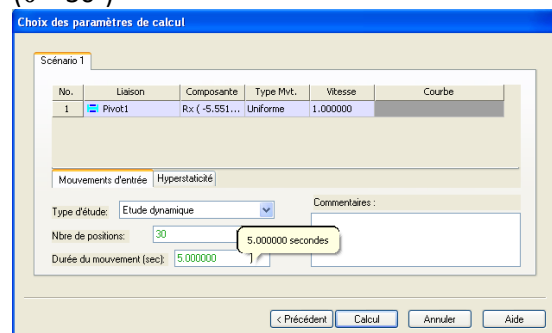 Choix des paramètres de calcul
Scénario 1
No. Liaison Composante Type Mvt. Vitesse Courbe
1 Pivot1 Rx ( -5.551... Uniforme 1.000000
Mouvements d'entrée Hyperstaticité
Type d'étude: Etude dynamique
Commentaires :
Nbre de positions: 30
5.000000 secondes
Durée du mouvement (sec): 5.000000
< Précédent Calcul Annuler Aide